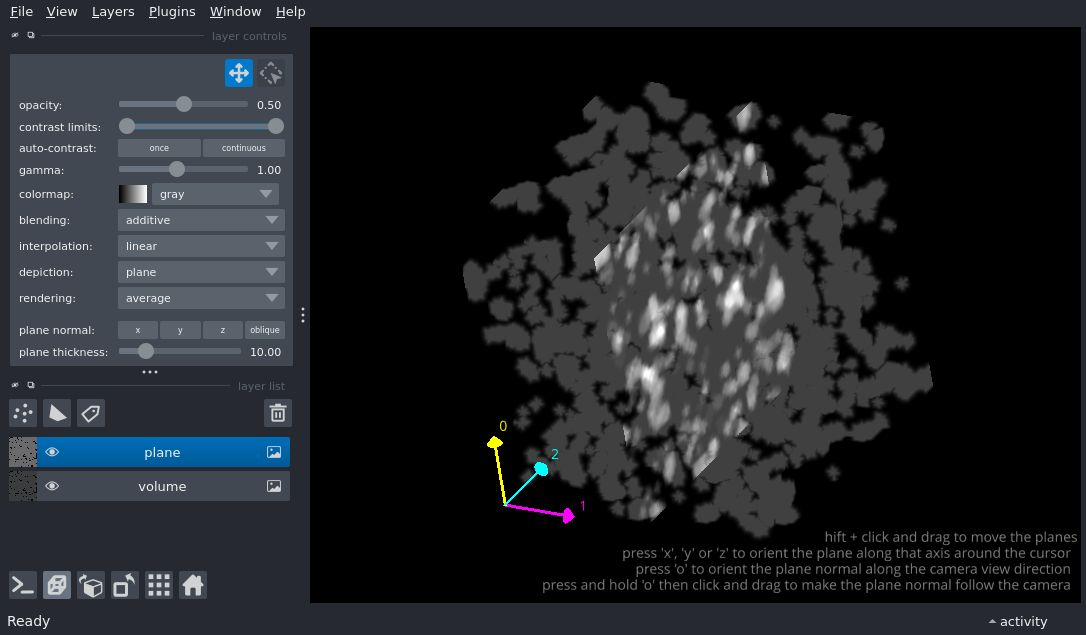 File View Layers Plugins Window Help
layer controls
opacity: 0.50
contrast limits:
auto-contrast: once continuous
gamma: 1.00
colormap: gray
blending: additive
interpolation: linear
depiction: plane
rendering: average
plane normal: x y z oblique
plane thickness: 10.00
layer list
plane
volume
0
2
1
hift + click and drag to move the planes
press 'x', 'y' or 'z' to orient the plane along that axis around the cursor
press 'o' to orient the plane normal along the camera view direction
press and hold 'o' then click and drag to make the plane normal follow the camera
Ready
activity